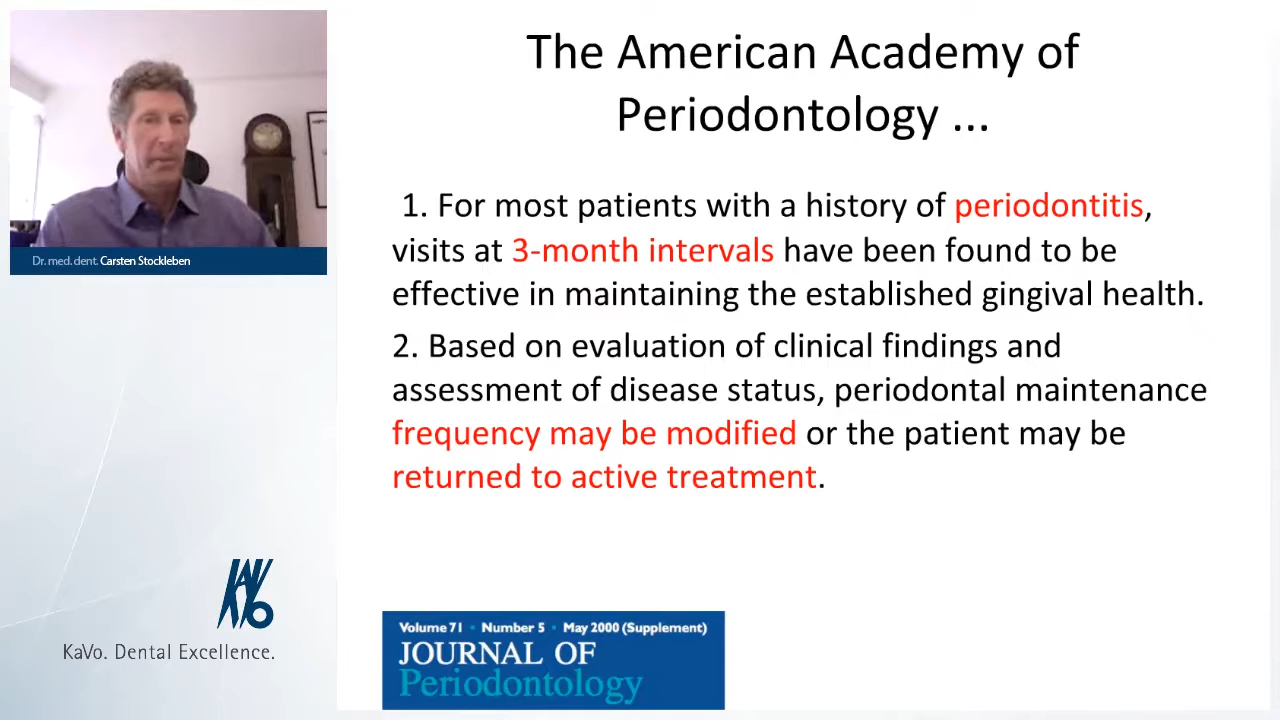 The American Academy of
Periodontology ...
1. For most patients with a history of periodontitis,
visits at 3-month intervals have been found to be
effective in maintaining the established gingival health.
2. Based on evaluation of clinical findings and
assessment of disease status, periodontal maintenance
frequency may be modified or the patient may be
returned to active treatment.
Dr. med. dent. Carsten Stockleben
KaVo
KaVo. Dental Excellence.
Volume 71 • Number 5 • May 2000 (Supplement)
JOURNAL OF
Periodontology